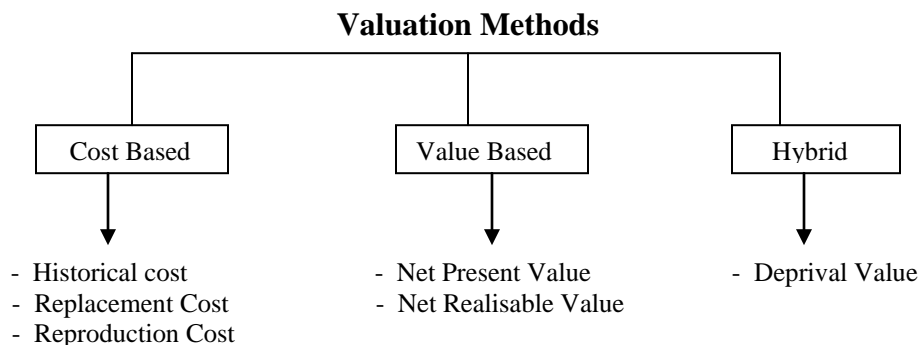 Valuation Methods
Cost Based
Value Based
Hybrid
- Historical cost
- Replacement Cost
- Reproduction Cost
- Net Present Value
- Net Realisable Value
- Deprival Value